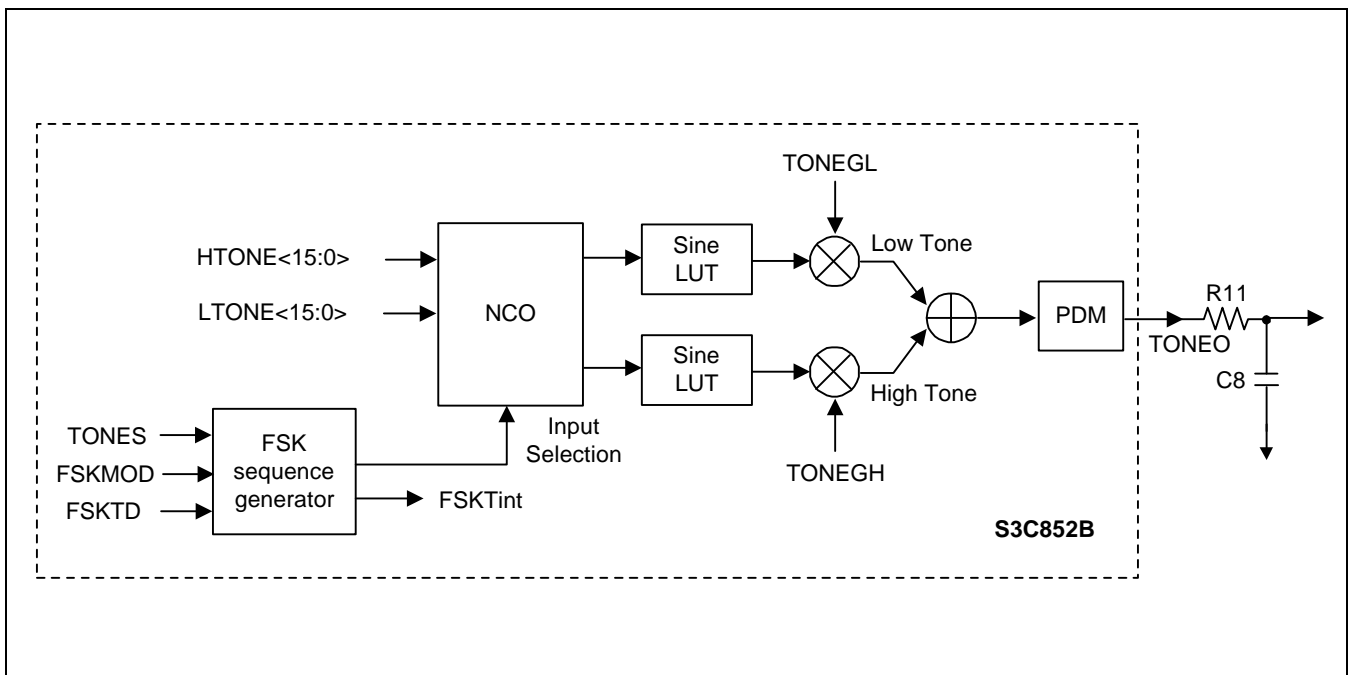 TONEGL
HTONE<15:0>
LTONE<15:0>
NCO
Sine
LUT
Low Tone
Sine
LUT
High Tone
TONEGH
PDM
TONEO
R11
C8
TONES
FSKMOD
FSKTD
FSK
sequence
generator
Input
Selection
FSKTint
S3C852B